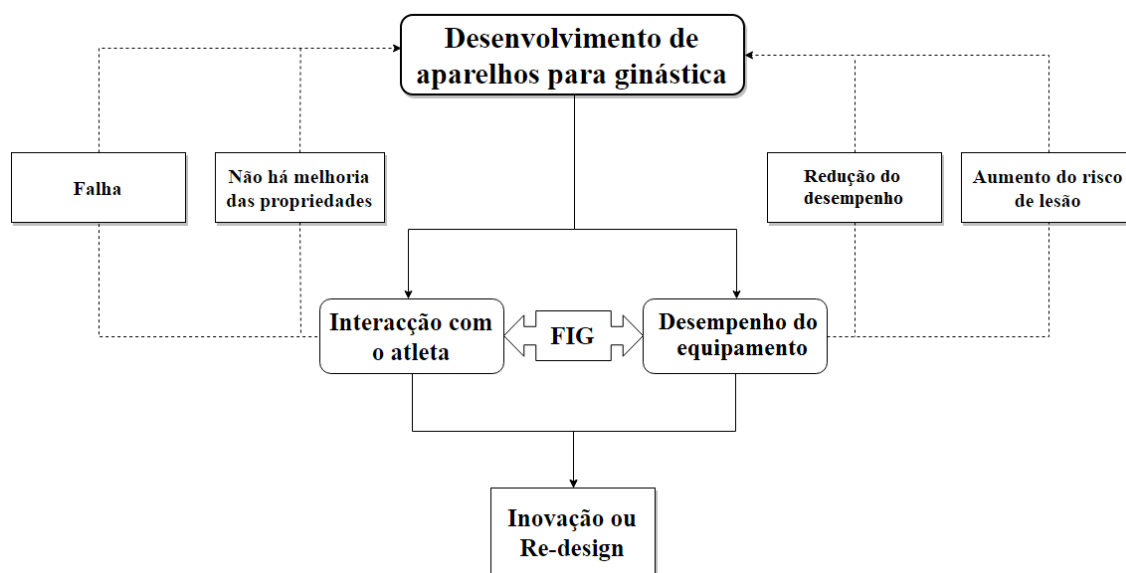 Desenvolvimento de
aparelhos para ginástica
Falha
Não há melhoria
das propriedades
Redução do
desempenho
Aumento do risco
de lesão
Interacção com
o atleta
FIG
Desempenho do
equipamento
Inovação ou
Re-design